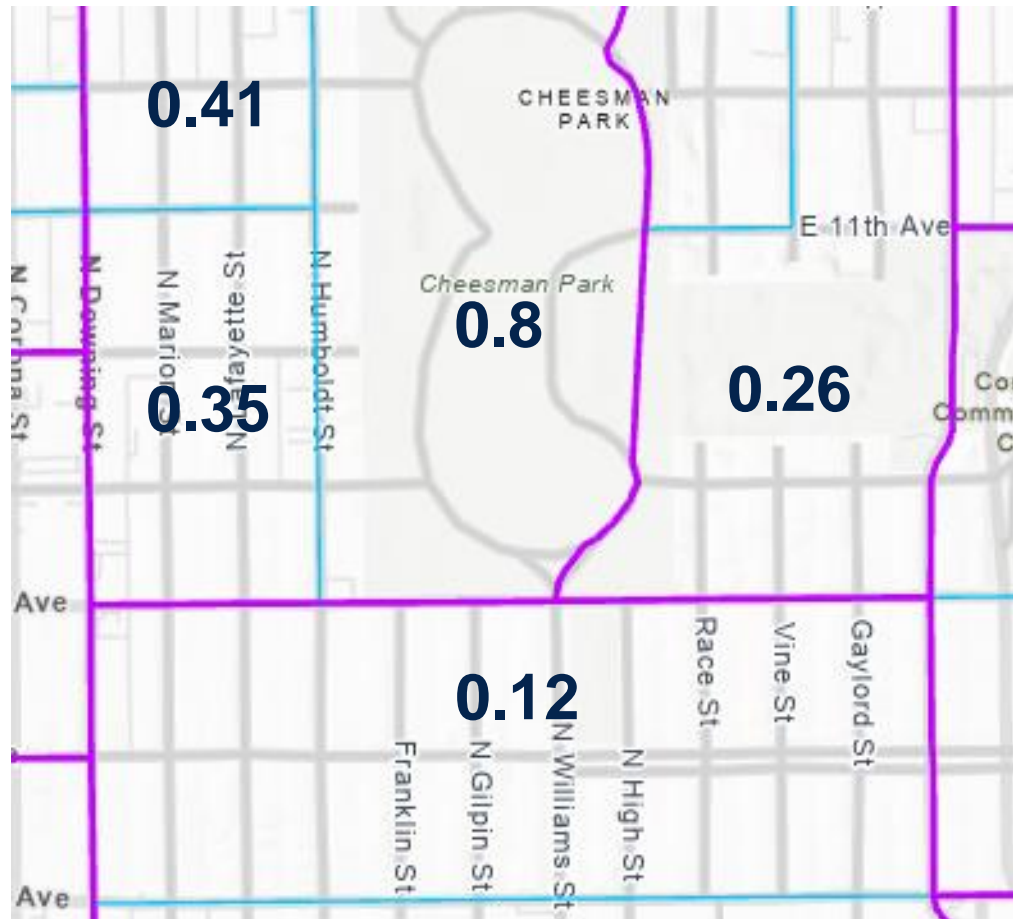 0.41
CHEESMAN
PARK
E 11th Ave
N Corona St
N Downing St
N Marion St
N Lafayette St
N Humboldt St
Cheesman Park
0.8
0.35
0.26
Ave
Race St
Vine St
Gaylord St
0.12
Franklin St
N Gilpin St
N Williams St
N High St
Ave